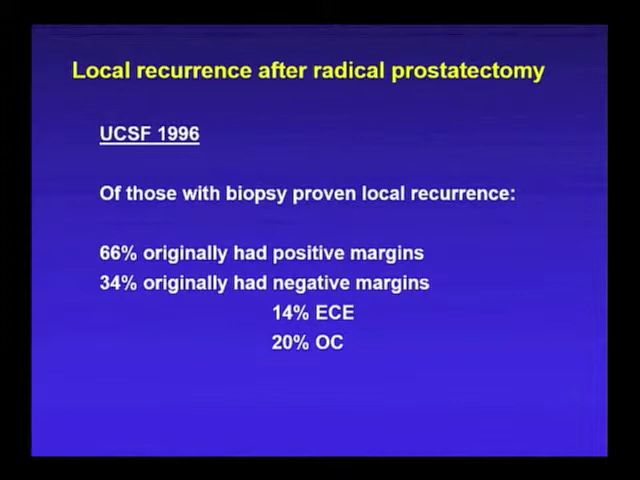 Local recurrence after radical prostatectomy
UCSF 1996
Of those with biopsy proven local recurrence:
66% originally had positive margins
34% originally had negative margins
14% ECE
20% OC